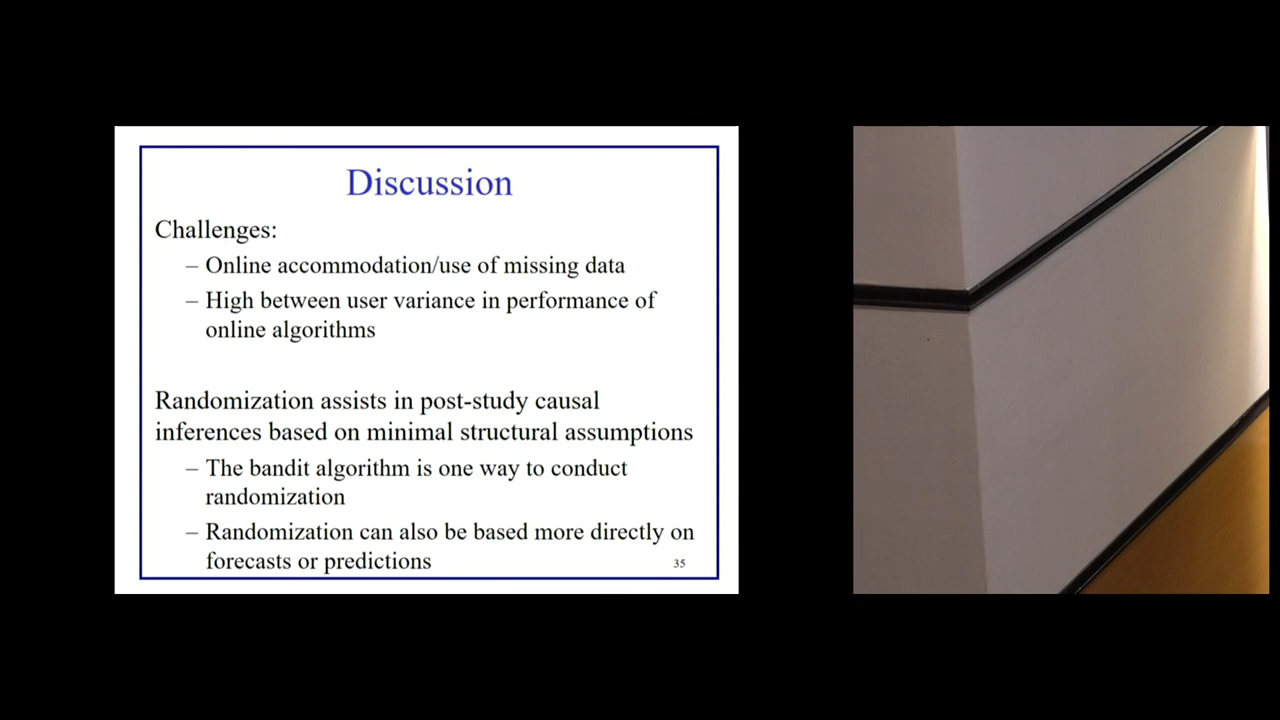 Discussion
Challenges:
– Online accommodation/use of missing data
– High between user variance in performance of
online algorithms
Randomization assists in post-study causal
inferences based on minimal structural assumptions
– The bandit algorithm is one way to conduct
randomization
– Randomization can also be based more directly on
forecasts or predictions
35